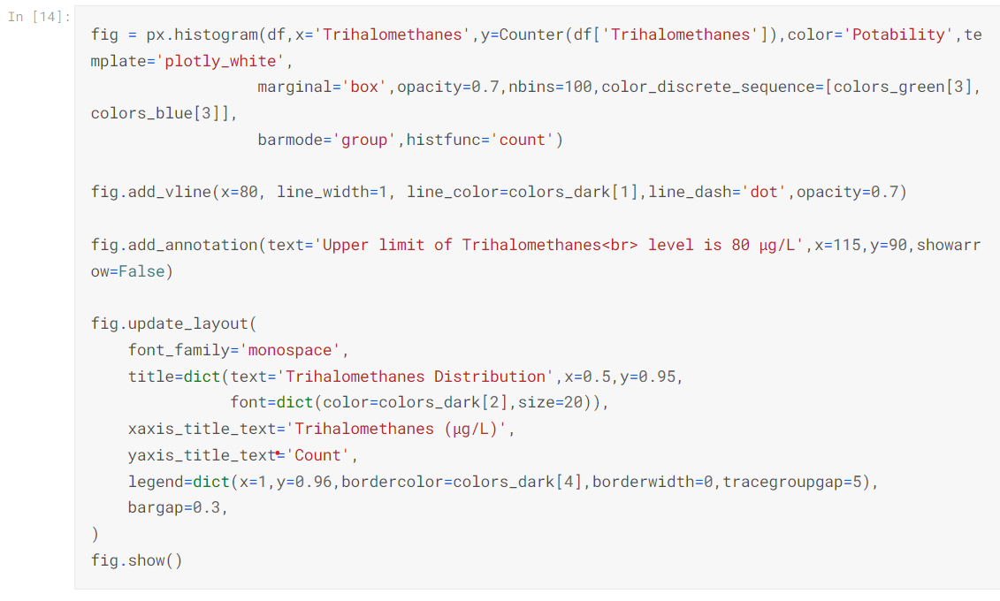 In [14]:
fig = px.histogram(df,x='Trihalomethanes',y=Counter(df['Trihalomethanes']),color='Potability',te
mplate='plotly_white',
                  marginal='box',opacity=0.7,nbins=100,color_discrete_sequence=[colors_green[3],
colors_blue[3]],
                  barmode='group',histfunc='count')

fig.add_vline(x=80, line_width=1, line_color=colors_dark[1],line_dash='dot',opacity=0.7)

fig.add_annotation(text='Upper limit of Trihalomethanes<br> level is 80 μg/L',x=115,y=90,showarr
ow=False)

fig.update_layout(
    font_family='monospace',
    title=dict(text='Trihalomethanes Distribution',x=0.5,y=0.95,
               font=dict(color=colors_dark[2],size=20)),
    xaxis_title_text='Trihalomethanes (μg/L)',
    yaxis_title_text='Count',
    legend=dict(x=1,y=0.96,bordercolor=colors_dark[4],borderwidth=0,tracegroupgap=5),
    bargap=0.3,
)
fig.show()